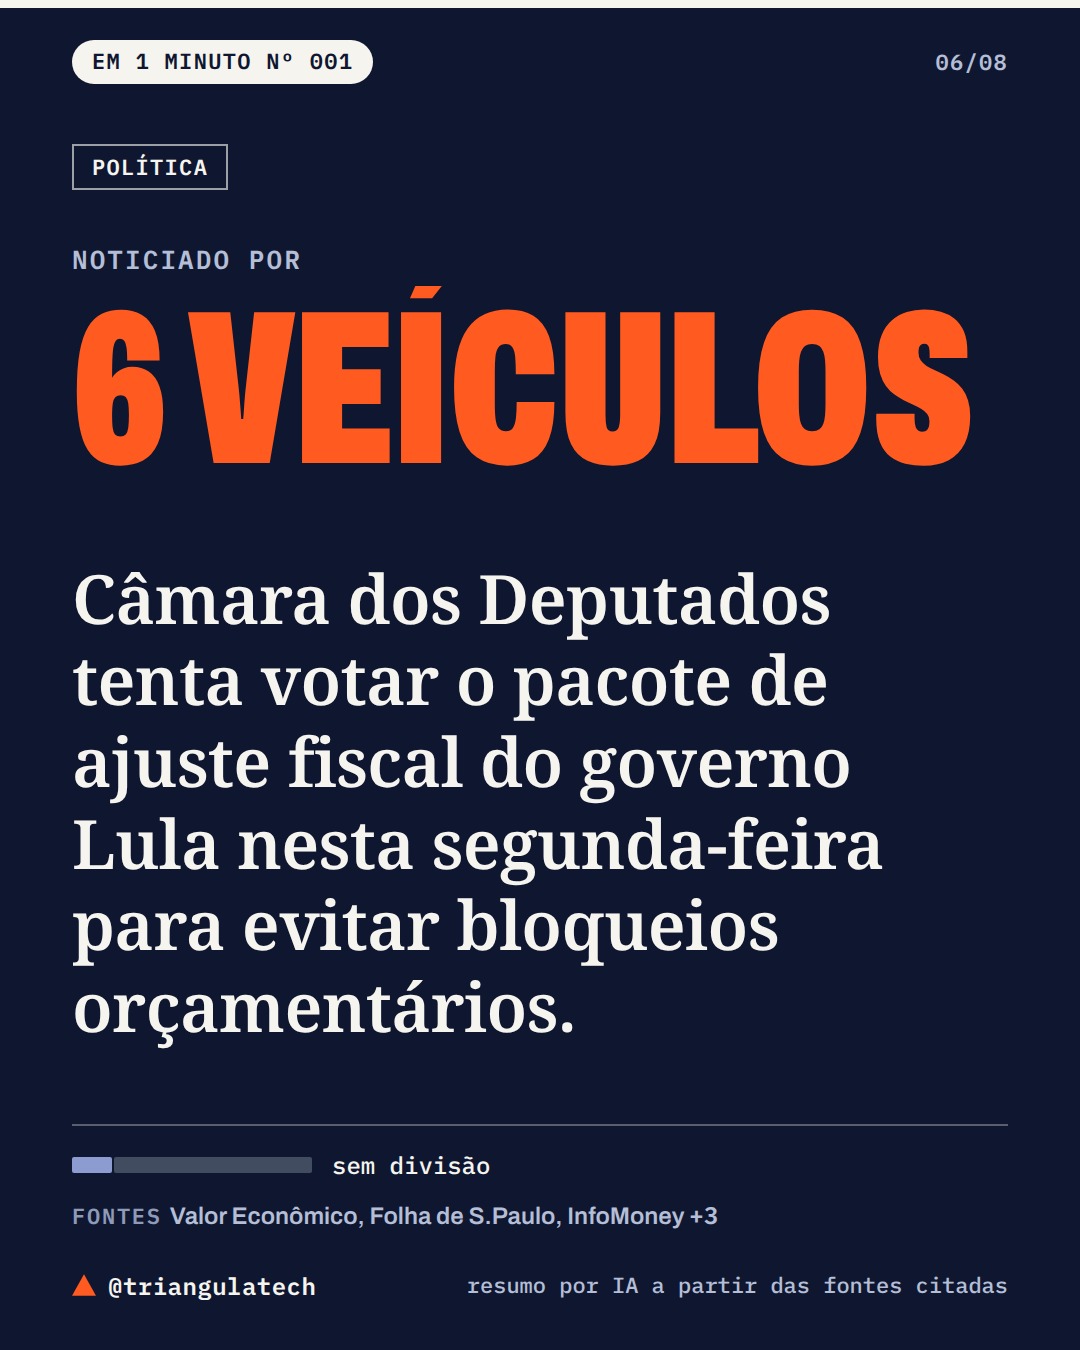 EM 1 MINUTO Nº 001
06/08
POLÍTICA
NOTICIADO POR
6 VEÍCULOS
Câmara dos Deputados
tenta votar o pacote de
ajuste fiscal do governo
Lula nesta segunda-feira
para evitar bloqueios
orçamentários.
sem divisão
FONTES Valor Econômico, Folha de S.Paulo, InfoMoney +3
@triangulatech
resumo por IA a partir das fontes citadas